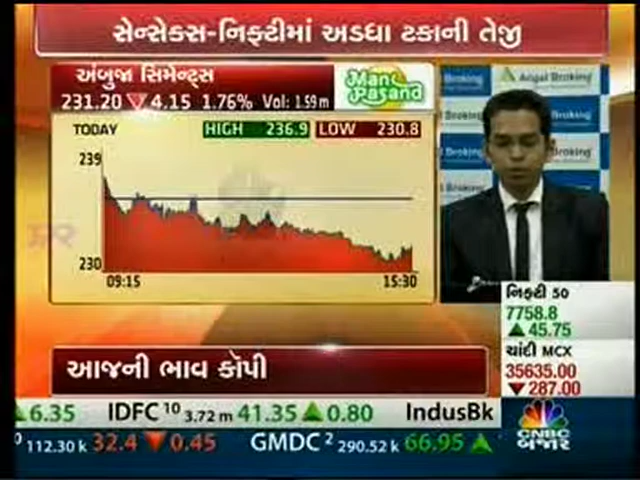 સેન્સેક્સ-નિફ્ટીમાં અડધા ટકાની તેજી
અંબુજા સિમેન્ટ્સ
231.20 ▼ 4.15 1.76% Vol: 1.59 m
Man Pasand
TODAY
HIGH 236.9 LOW 230.8
239
230
09:15
15:30
Broking
Angel Broking
Broking
નિફ્ટી 50
7758.8
▲ 45.75
ચાંદી MCX
35635.00
▼ 287.00
આજની ભાવ કૉપી
▲ 6.35 IDFC 10 3.72 m 41.35 ▲ 0.80 IndusBk
112.30 k 32.4 ▼ 0.45 GMDC 2 290.52 k 66.95 ▲
CNBC
બજાર